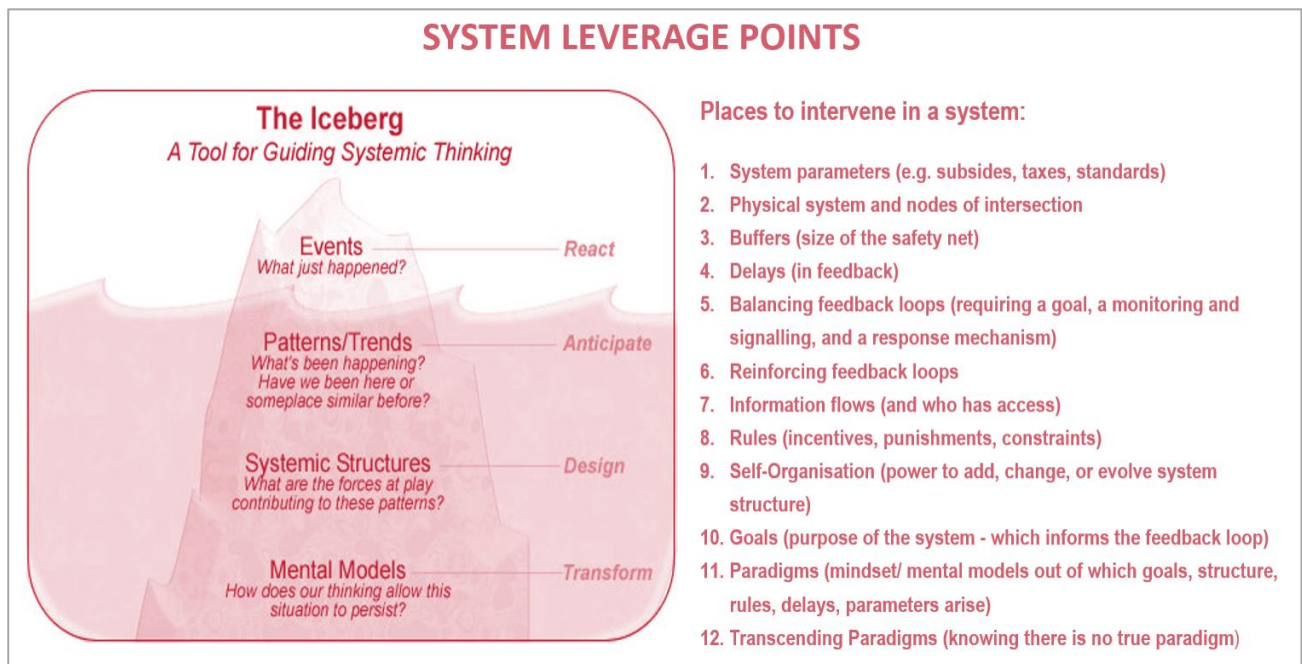 SYSTEM LEVERAGE POINTS
The Iceberg
A Tool for Guiding Systemic Thinking
Events
What just happened?
React
Patterns/Trends
What's been happening?
Have we been here or
someplace similar before?
Anticipate
Systemic Structures
What are the forces at play
contributing to these patterns?
Design
Mental Models
How does our thinking allow this
situation to persist?
Transform
Places to intervene in a system:
1. System parameters (e.g. subsides, taxes, standards)
2. Physical system and nodes of intersection
3. Buffers (size of the safety net)
4. Delays (in feedback)
5. Balancing feedback loops (requiring a goal, a monitoring and
signalling, and a response mechanism)
6. Reinforcing feedback loops
7. Information flows (and who has access)
8. Rules (incentives, punishments, constraints)
9. Self-Organisation (power to add, change, or evolve system
structure)
10. Goals (purpose of the system - which informs the feedback loop)
11. Paradigms (mindset/ mental models out of which goals, structure,
rules, delays, parameters arise)
12. Transcending Paradigms (knowing there is no true paradigm)